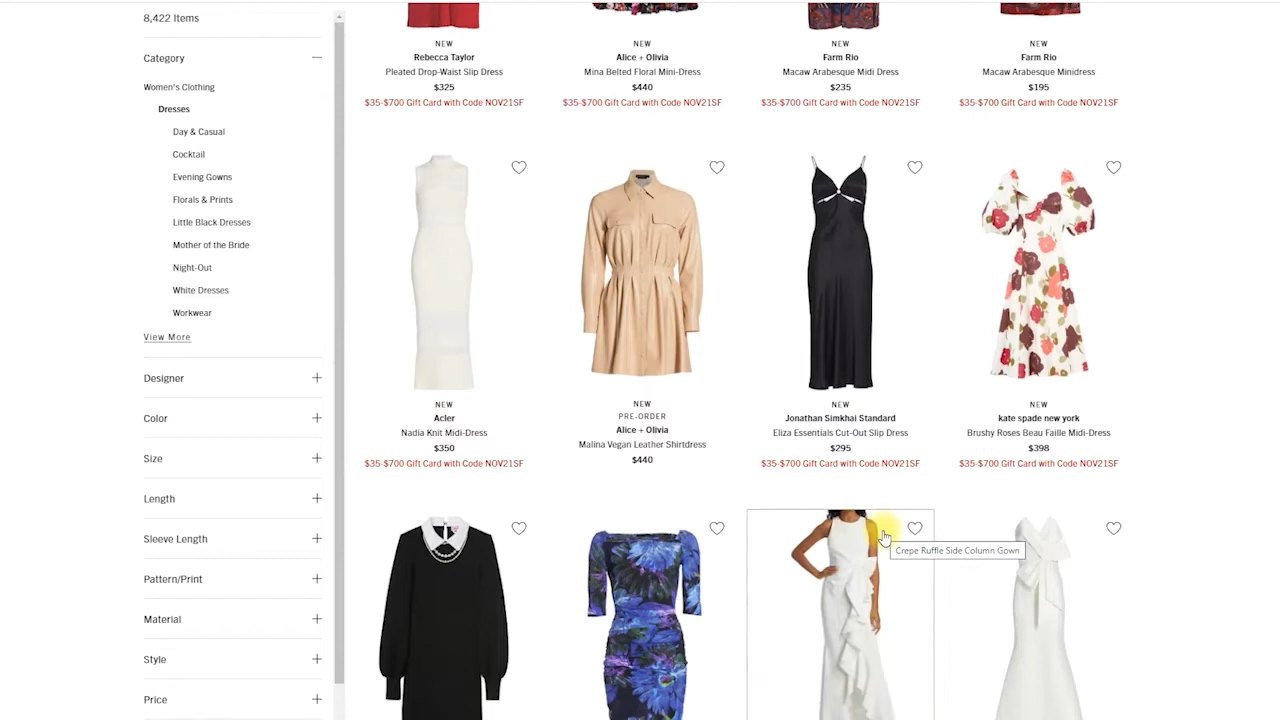 8,422 Items
Category
Women's Clothing
Dresses
Day & Casual
Cocktail
Evening Gowns
Florals & Prints
Little Black Dresses
Mother of the Bride
Night-Out
White Dresses
Workwear
View More
Designer
Color
Size
Length
Sleeve Length
Pattern/Print
Material
Style
Price
NEW
Rebecca Taylor
Pleated Drop-Waist Slip Dress
$325
$35-$700 Gift Card with Code NOV21SF
NEW
Alice + Olivia
Mina Belted Floral Mini-Dress
$440
$35-$700 Gift Card with Code NOV21SF
NEW
Farm Rio
Macaw Arabesque Midi Dress
$235
$35-$700 Gift Card with Code NOV21SF
NEW
Farm Rio
Macaw Arabesque Minidress
$195
$35-$700 Gift Card with Code NOV21SF
NEW
Acler
Nadia Knit Midi-Dress
$350
$35-$700 Gift Card with Code NOV21SF
NEW
PRE-ORDER
Alice + Olivia
Malina Vegan Leather Shirtdress
$440
NEW
Jonathan Simkhai Standard
Eliza Essentials Cut-Out Slip Dress
$295
$35-$700 Gift Card with Code NOV21SF
NEW
kate spade new york
Brushy Roses Beau Faille Midi-Dress
$398
$35-$700 Gift Card with Code NOV21SF
Crepe Ruffle Side Column Gown